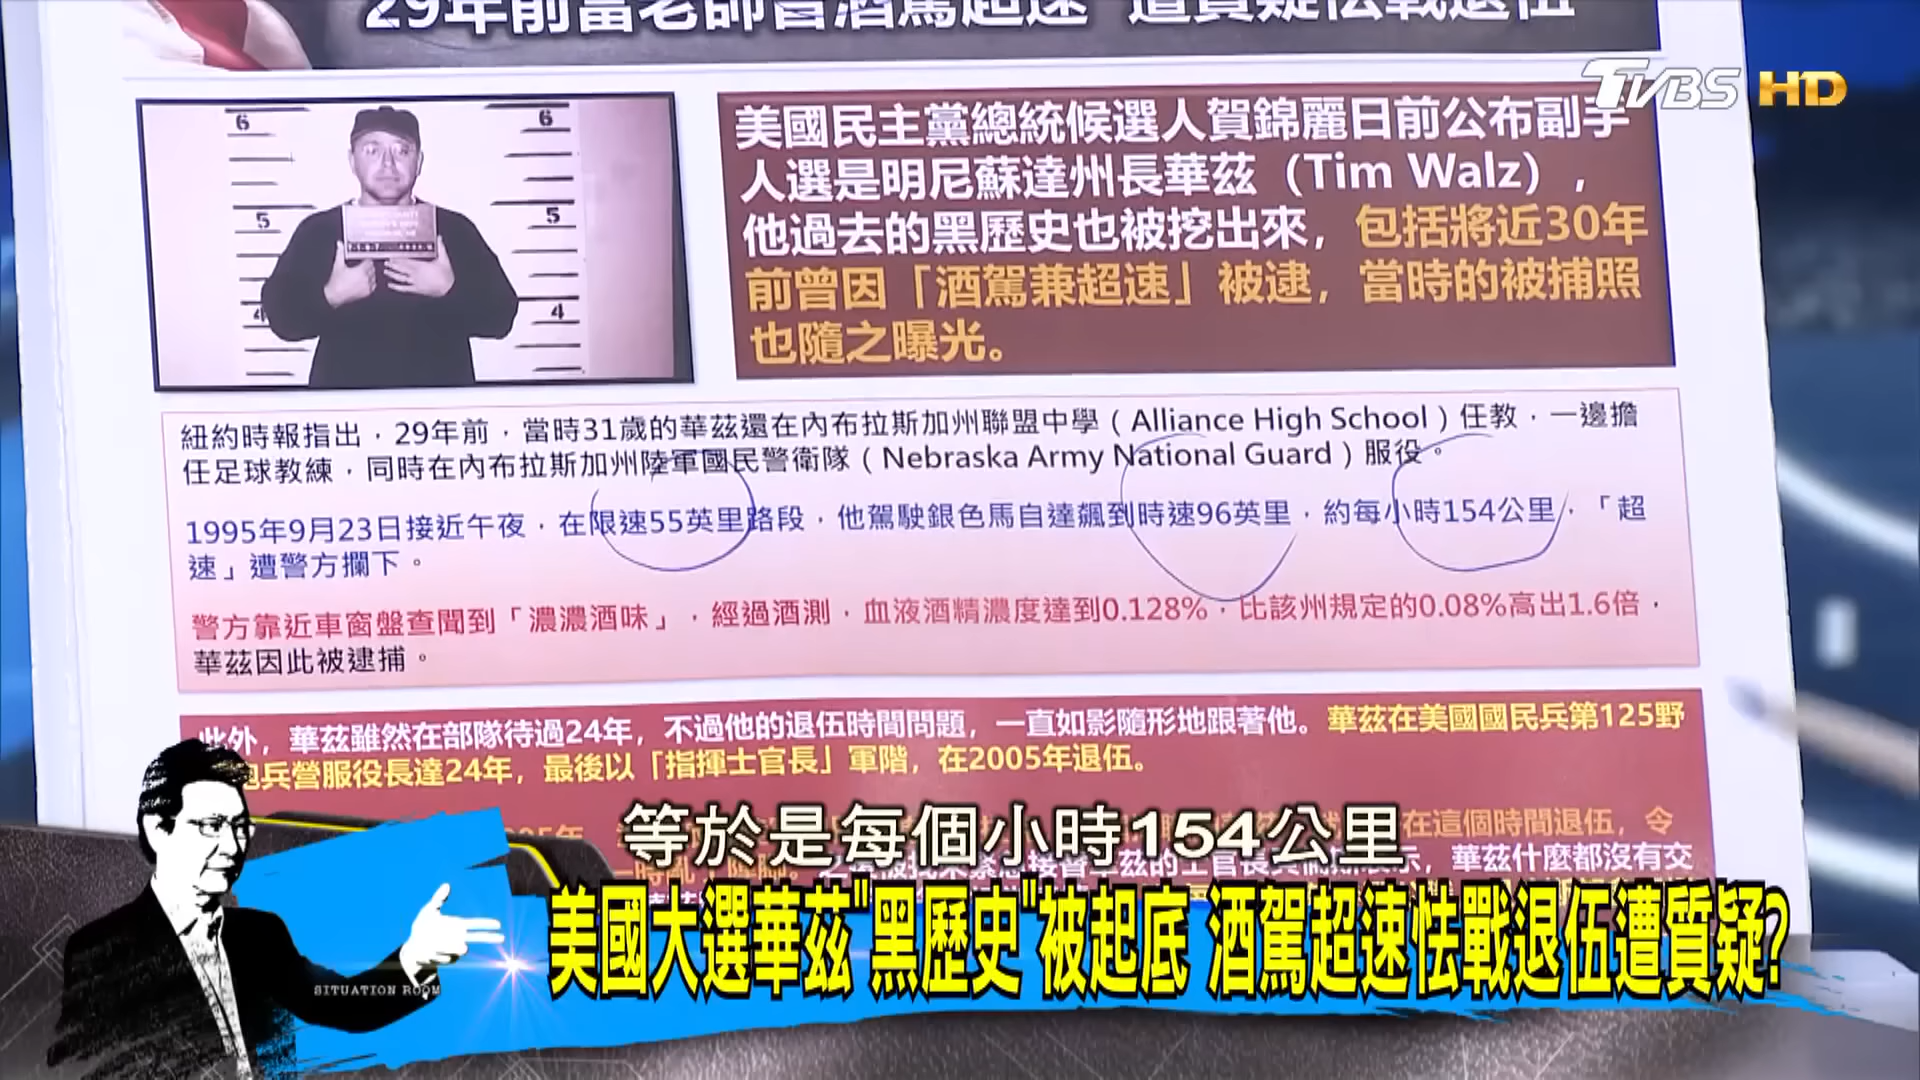 29年前當老師曾酒駕超速 遭質疑怯戰退伍
TVBS HD
6
6
5
5
4
4
美國民主黨總統候選人賀錦麗日前公布副手
人選是明尼蘇達州長華茲（Tim Walz），
他過去的黑歷史也被挖出來，包括將近30年
前曾因「酒駕兼超速」被逮，當時的被捕照
也隨之曝光。
紐約時報指出，29年前，當時31歲的華茲還在內布拉斯加州聯盟中學（Alliance High School）任教，一邊擔
任足球教練，同時在內布拉斯加州陸軍國民警衛隊（Nebraska Army National Guard）服役。
1995年9月23日接近午夜，在限速55英里路段，他駕駛銀色馬自達飆到時速96英里，約每小時154公里，「超
速」遭警方攔下。
警方靠近車窗盤查聞到「濃濃酒味」，經過酒測，血液酒精濃度達到0.128%，比該州規定的0.08%高出1.6倍，
華茲因此被逮捕。
此外，華茲雖然在部隊待過24年，不過他的退伍時間問題，一直如影隨形地跟著他。華茲在美國國民兵第125野
砲兵營服役長達24年，最後以「指揮士官長」軍階，在2005年退伍。
在這個時間退伍，令
華茲什麼都沒有交
等於是每個小時154公里
美國大選華茲"黑歷史"被起底 酒駕超速怯戰退伍遭質疑?
SITUATION ROOM